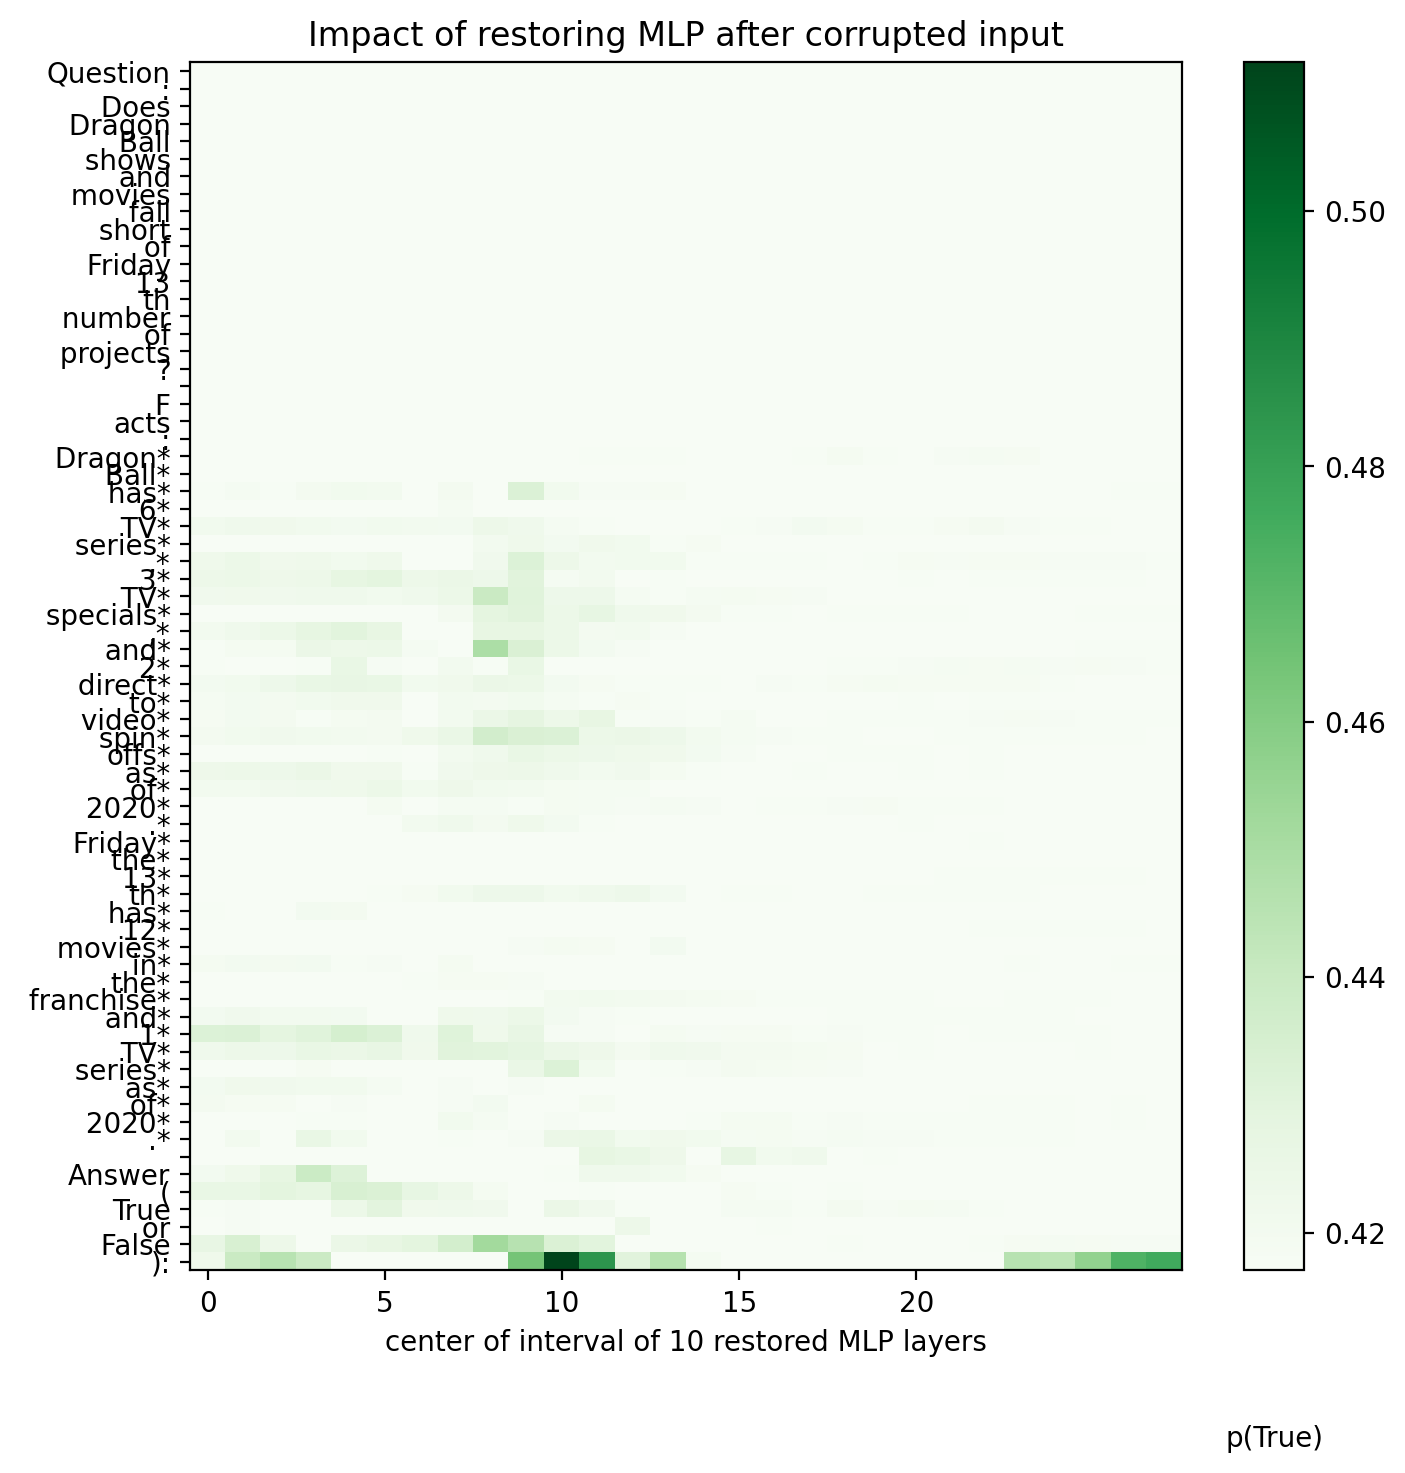 Impact of restoring MLP after corrupted input
Question
:
Does
Dragon
Ball
shows
and
movies
fall
short
of
Friday
13
th
number
of
projects
?
F
acts
:
Dragon*
Ball*
has*
6*
TV*
series*
,*
3*
TV*
specials*
,*
and*
2*
direct*
to*
video*
spin*
offs*
as*
of*
2020*
.*
Friday*
the*
13*
th*
has*
12*
movies*
in*
the*
franchise*
and*
1*
TV*
series*
as*
of*
2020*
.*
Answer
(
True
or
False
):
0
5
10
15
20
center of interval of 10 restored MLP layers
0.50
0.48
0.46
0.44
0.42
p(True)